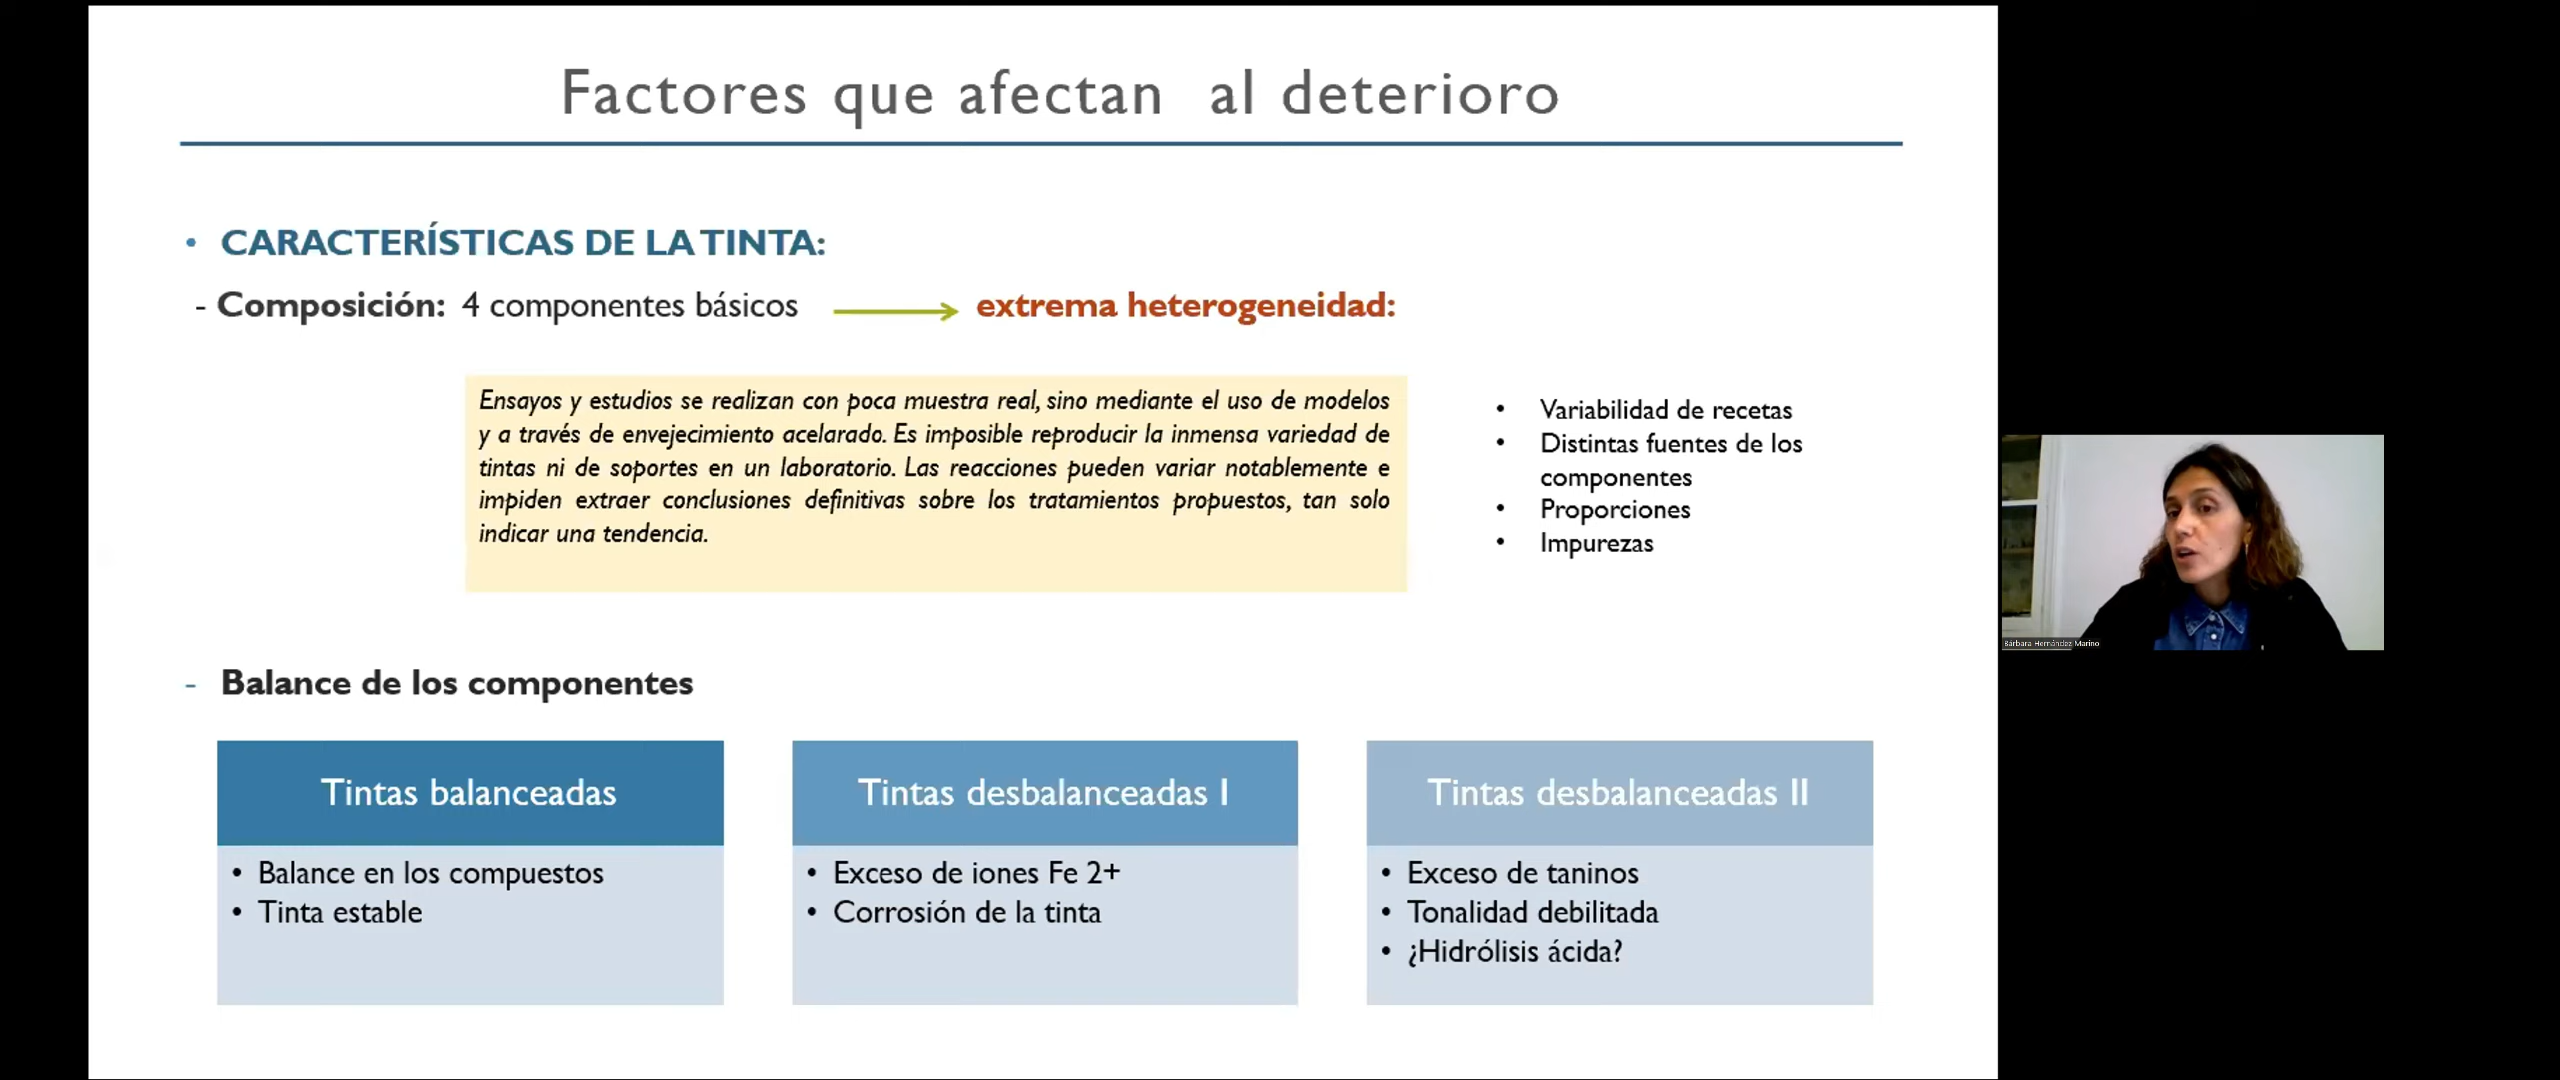 Factores que afectan al deterioro
• CARACTERÍSTICAS DE LA TINTA:
- Composición: 4 componentes básicos
extrema heterogeneidad:
Ensayos y estudios se realizan con poca muestra real, sino mediante el uso de modelos
y a través de envejecimiento acelarado. Es imposible reproducir la inmensa variedad de
tintas ni de soportes en un laboratorio. Las reacciones pueden variar notablemente e
impiden extraer conclusiones definitivas sobre los tratamientos propuestos, tan solo
indicar una tendencia.
• Variabilidad de recetas
• Distintas fuentes de los
componentes
• Proporciones
• Impurezas
Bárbara Hernández Marino
- Balance de los componentes
Tintas balanceadas
• Balance en los compuestos
• Tinta estable
Tintas desbalanceadas I
• Exceso de iones Fe 2+
• Corrosión de la tinta
Tintas desbalanceadas II
• Exceso de taninos
• Tonalidad debilitada
• ¿Hidrólisis ácida?